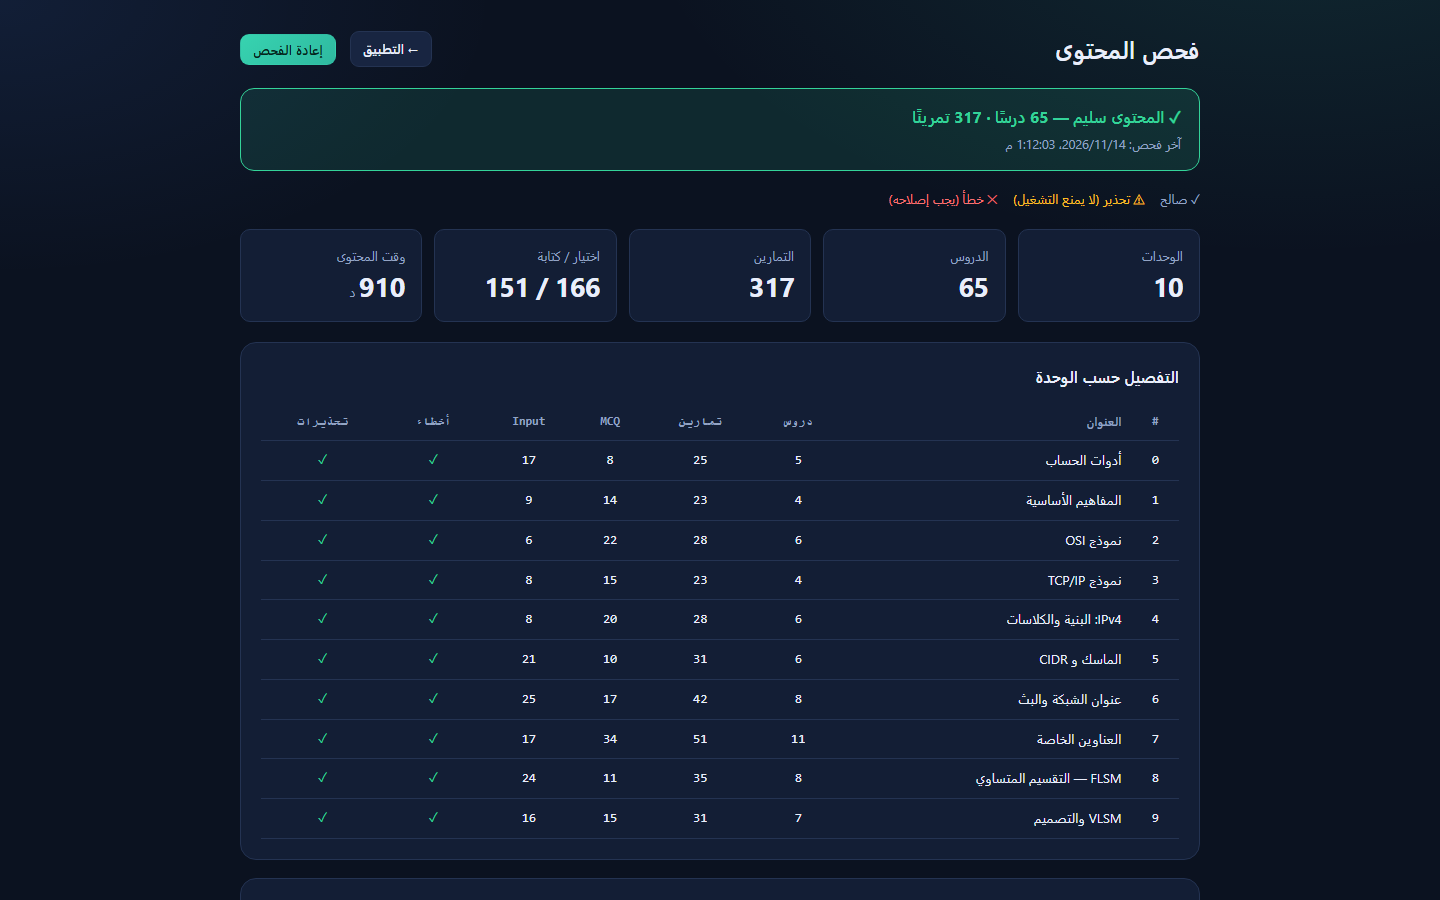 فحص المحتوى
← التطبيق
إعادة الفحص
✓ المحتوى سليم — 65 درسًا · 317 تمرينًا
آخر فحص: 14/11/2026، 1:12:03 م
✓ صالح ⚠ تحذير (لا يمنع التشغيل) ✕ خطأ (يجب إصلاحه)
الوحدات
10
الدروس
65
التمارين
317
اختيار / كتابة
166 / 151
وقت المحتوى
910 د
التفصيل حسب الوحدة
# العنوان دروس تمارين MCQ Input أخطاء تحذيرات
0 أدوات الحساب 5 25 8 17 ✓ ✓
1 المفاهيم الأساسية 4 23 14 9 ✓ ✓
2 نموذج OSI 6 28 22 6 ✓ ✓
3 نموذج TCP/IP 4 23 15 8 ✓ ✓
4 IPv4: البنية والكلاسات 6 28 20 8 ✓ ✓
5 الماسك و CIDR 6 31 10 21 ✓ ✓
6 عنوان الشبكة والبث 8 42 17 25 ✓ ✓
7 العناوين الخاصة 11 51 34 17 ✓ ✓
8 FLSM — التقسيم المتساوي 8 35 11 24 ✓ ✓
9 VLSM والتصميم 7 31 15 16 ✓ ✓